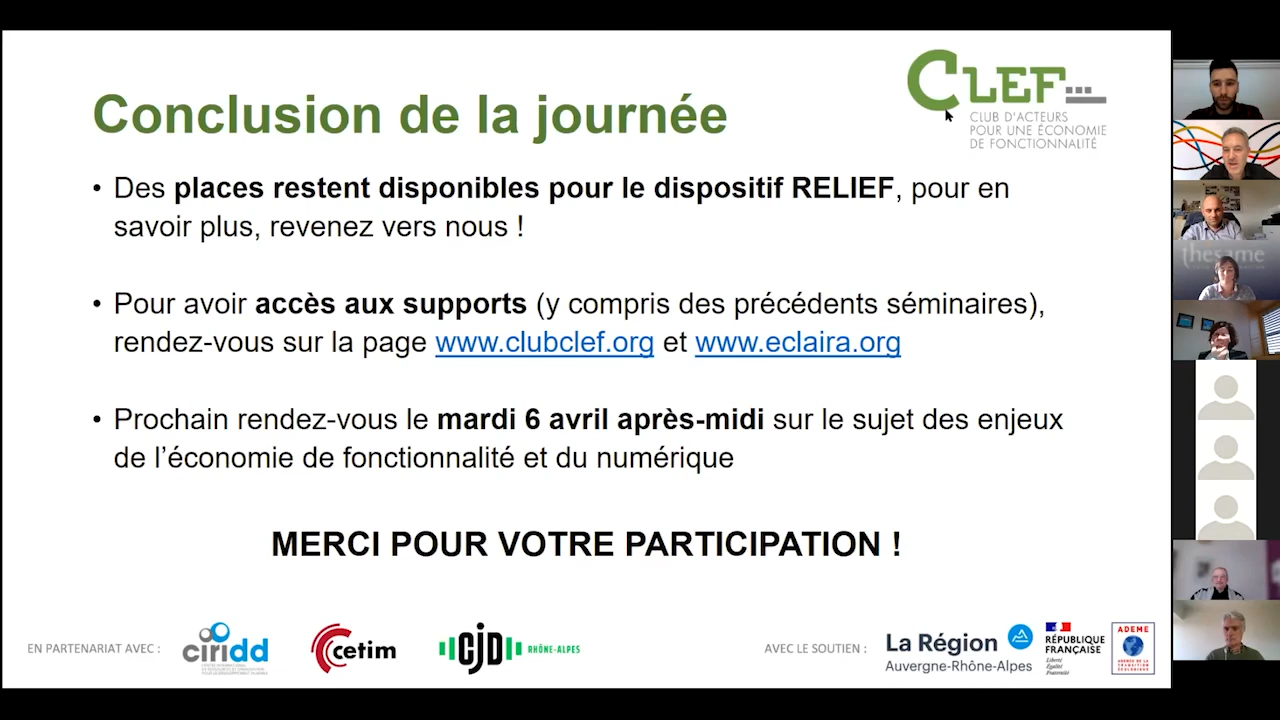 CLEF...
CLUB D'ACTEURS
POUR UNE ÉCONOMIE
DE FONCTIONNALITÉ
Conclusion de la journée
• Des places restent disponibles pour le dispositif RELIEF, pour en
savoir plus, revenez vers nous !
• Pour avoir accès aux supports (y compris des précédents séminaires),
rendez-vous sur la page www.clubclef.org et www.eclaira.org
• Prochain rendez-vous le mardi 6 avril après-midi sur le sujet des enjeux
de l’économie de fonctionnalité et du numérique
MERCI POUR VOTRE PARTICIPATION !
EN PARTENARIAT AVEC :
ciridd
cetim
CJD
RHÔNE-ALPES
AVEC LE SOUTIEN :
La Région
Auvergne-Rhône-Alpes
RÉPUBLIQUE
FRANÇAISE
Liberté
Égalité
Fraternité
ADEME
AGENCE DE LA
TRANSITION
ÉCOLOGIQUE
thesame